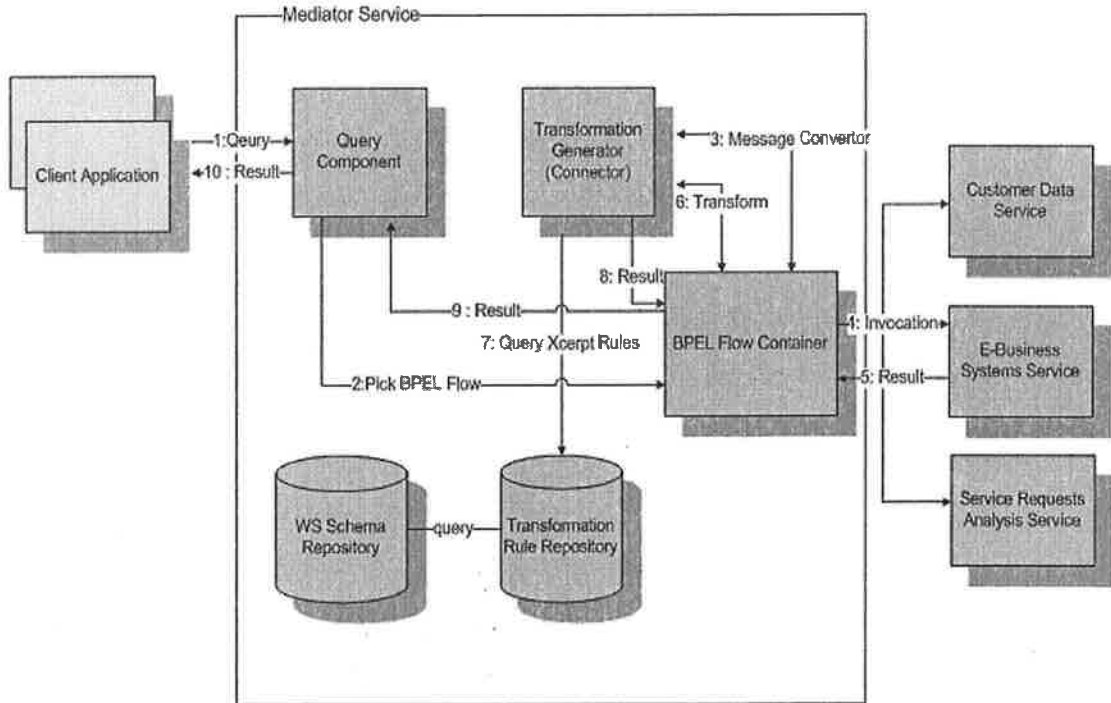 Mediator Service
Client Application
1:Qeury
10 : Result
Query
Component
Transformation
Generator
(Connector)
3: Message Convertor
6: Transform
8: Result
9 : Result
7: Query Xcerpt Rules
2:Pick BPEL Flow
BPEL Flow Container
4: Invocation
5: Result
Customer Data
Service
E-Business
Systems Service
Service Requests
Analysis Service
WS Schema
Repository
query
Transformation
Rule Repository